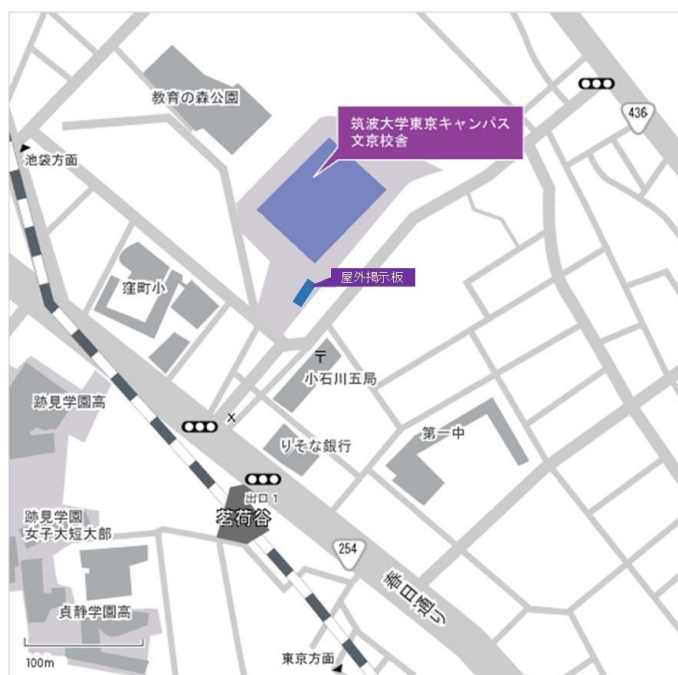 教育の森公園
筑波大学東京キャンパス
文京校舎
436
池袋方面
屋外掲示板
窪町小
〒
小石川五局
跡見学園高
X
りそな銀行
第一中
出口1
茗荷谷
跡見学園
女子大短大部
254
春日通り
貞静学園高
100m
東京方面